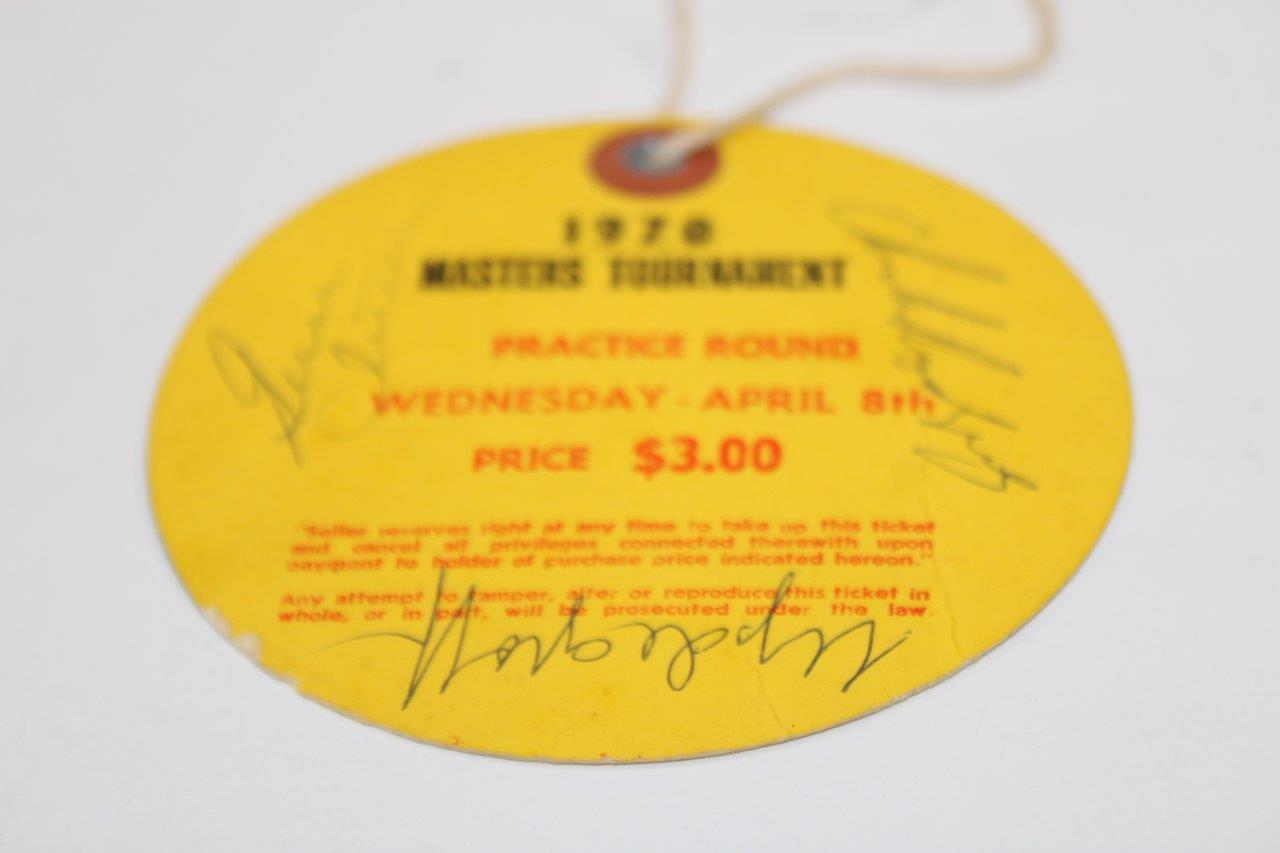 1970
MASTERS TOURNAMENT
PRACTICE ROUND
WEDNESDAY - APRIL 8th
PRICE $3.00
"Seller reserves right at any time to take up this ticket
and cancel all privileges connected therewith upon
payment to holder of purchase price indicated hereon."
Any attempt to tamper, alter or reproduce this ticket in
whole, or in part, will be prosecuted under the law.